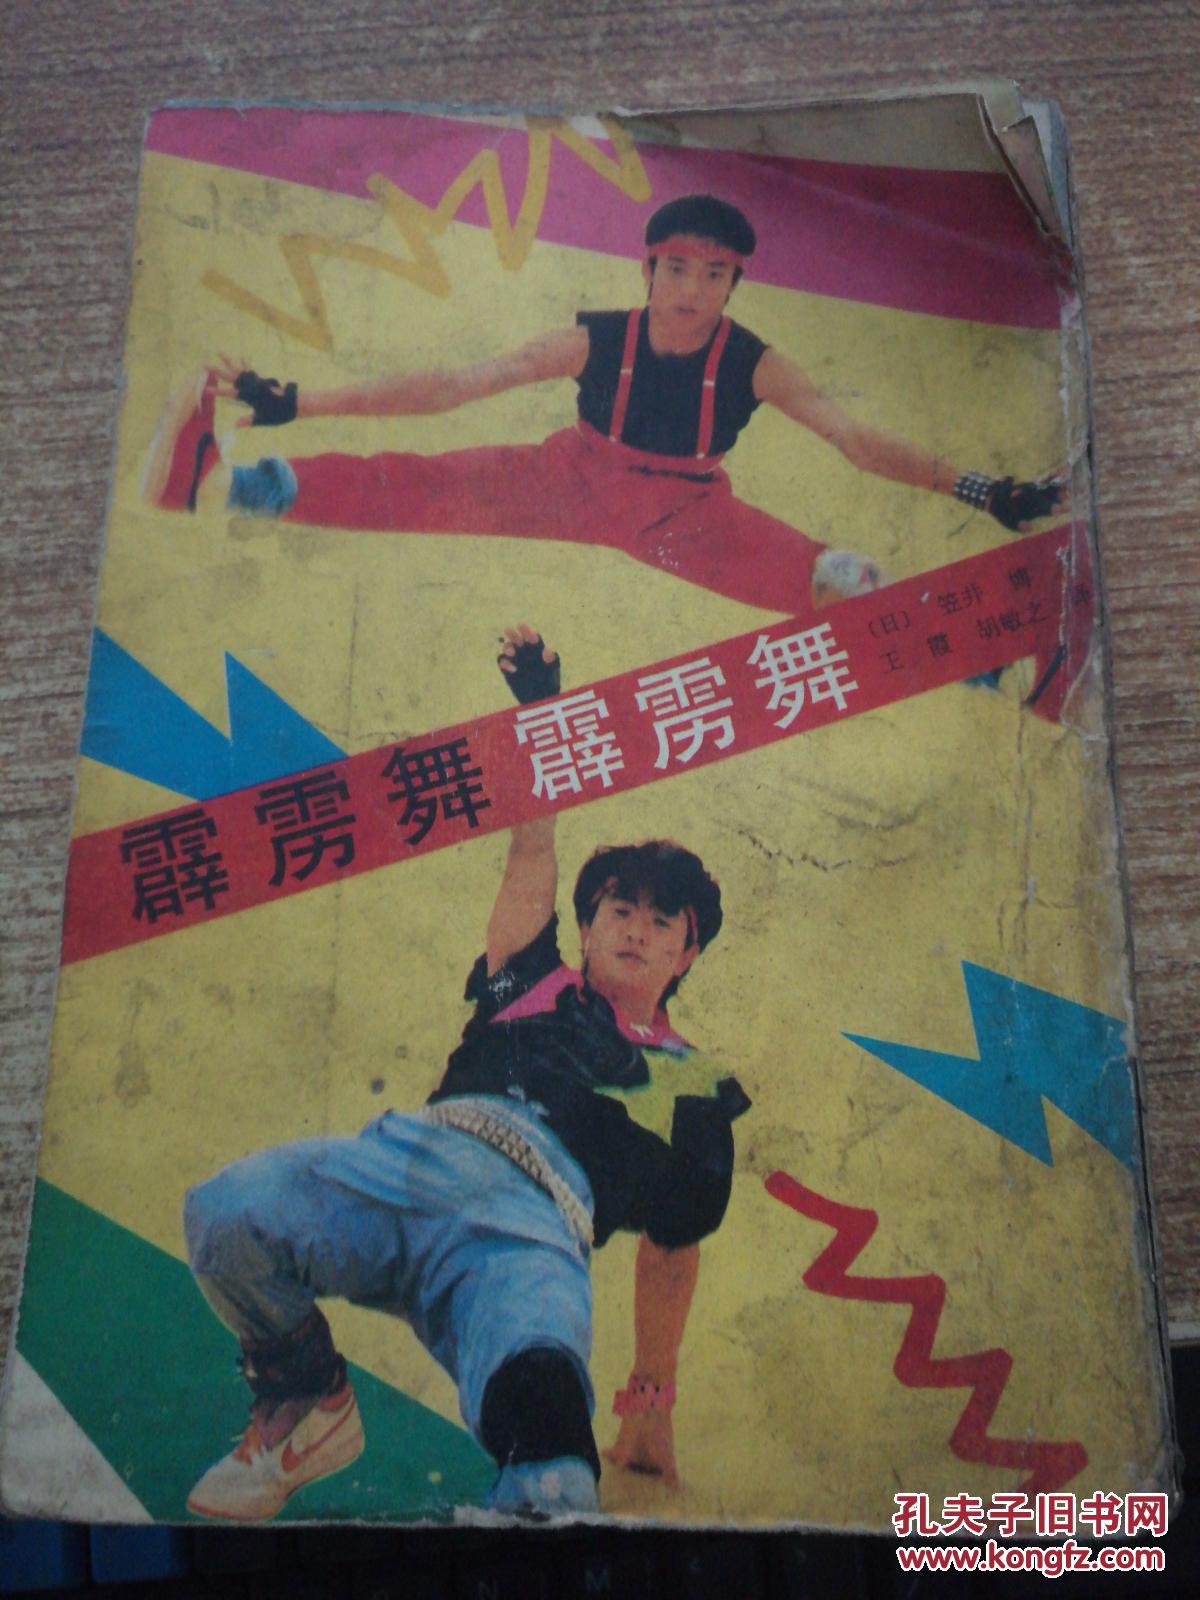 霹雳舞霹雳舞
(日) 笠井 博
王 霞 胡敏之 译
孔夫子旧书网
www.kongfz.com
N M